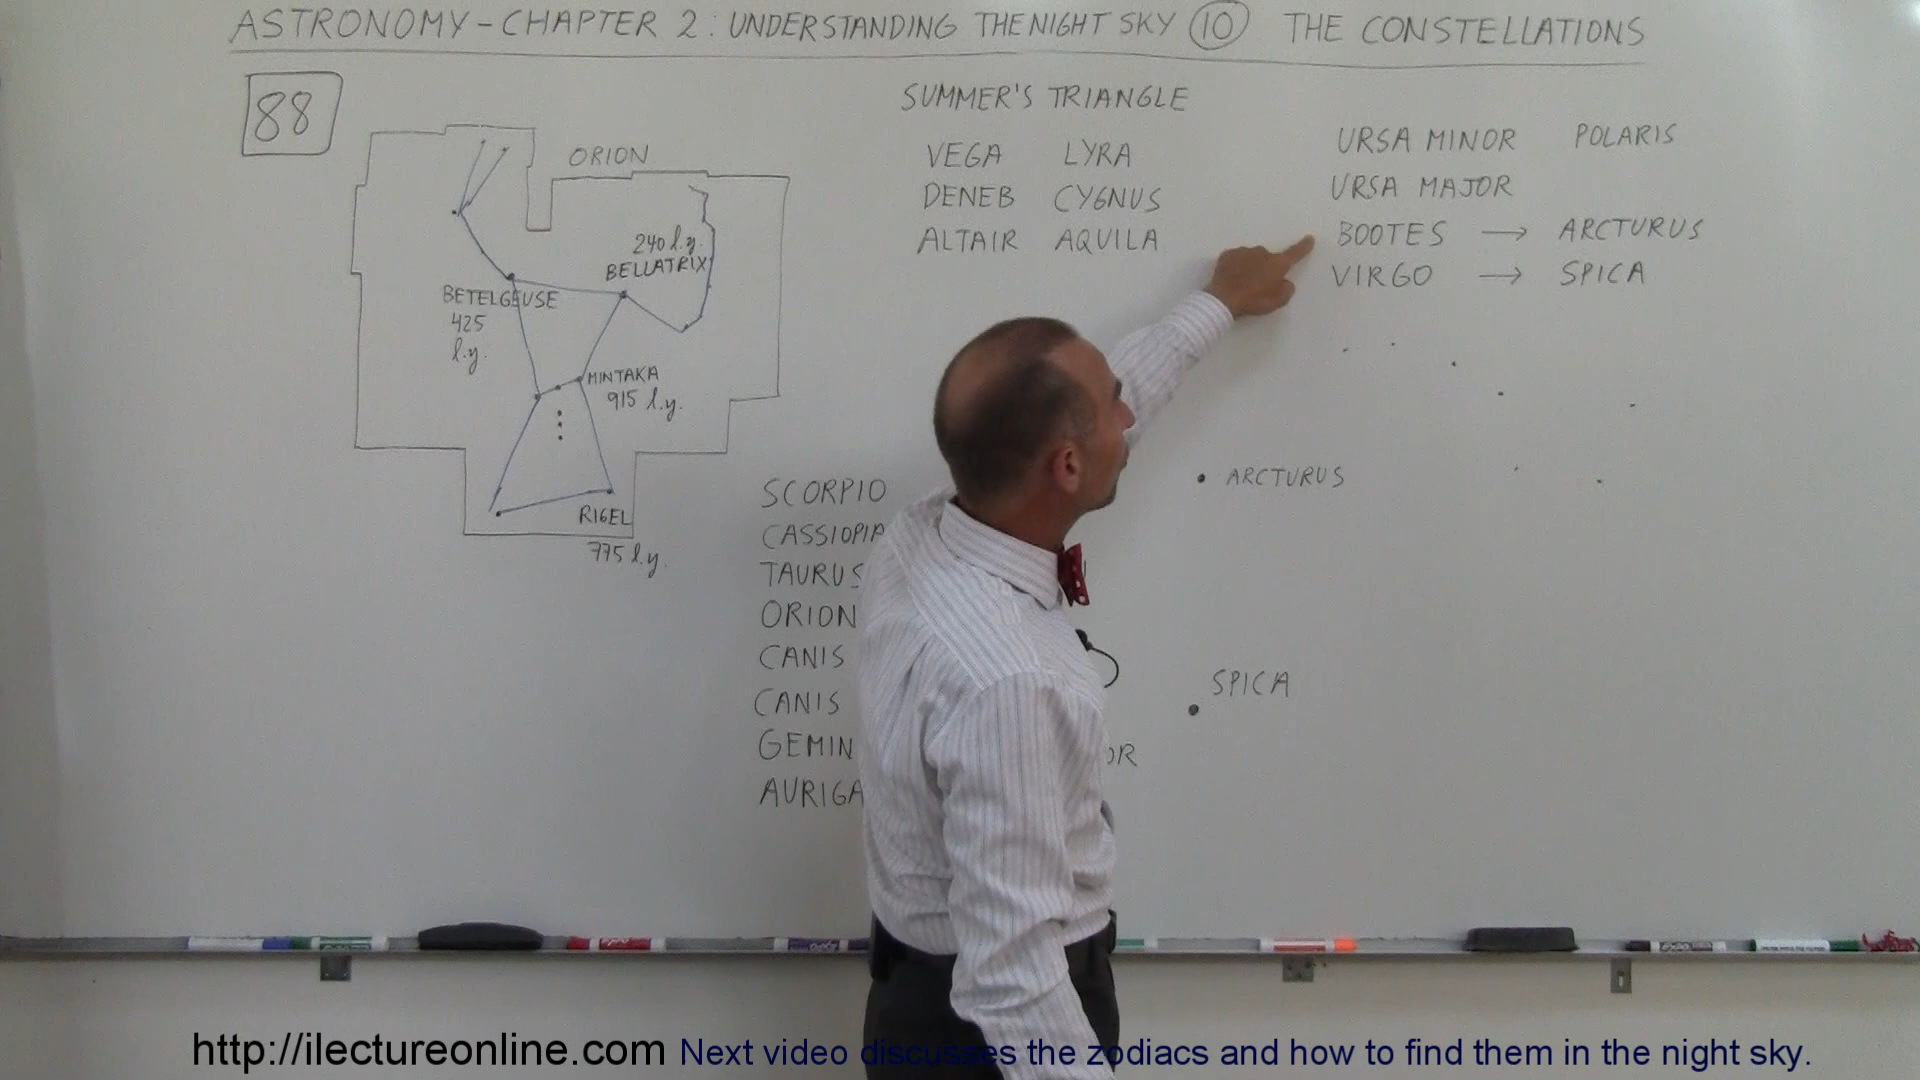 ASTRONOMY - CHAPTER 2: UNDERSTANDING THE NIGHT SKY 10 THE CONSTELLATIONS
88
ORION
240 l.y.
BELLATRIX
BETELGEUSE
425
l.y.
MINTAKA
915 l.y.
RIGEL
775 l.y.
SUMMER'S TRIANGLE
VEGA LYRA
DENEB CYGNUS
ALTAIR AQUILA
URSA MINOR POLARIS
URSA MAJOR
BOOTES → ARCTURUS
VIRGO → SPICA
ARCTURUS
SPICA
SCORPIO
CASSIOPIA
TAURUS
ORION
CANIS
CANIS
GEMIN
AURIGA
http://ilectureonline.com Next video discusses the zodiacs and how to find them in the night sky.